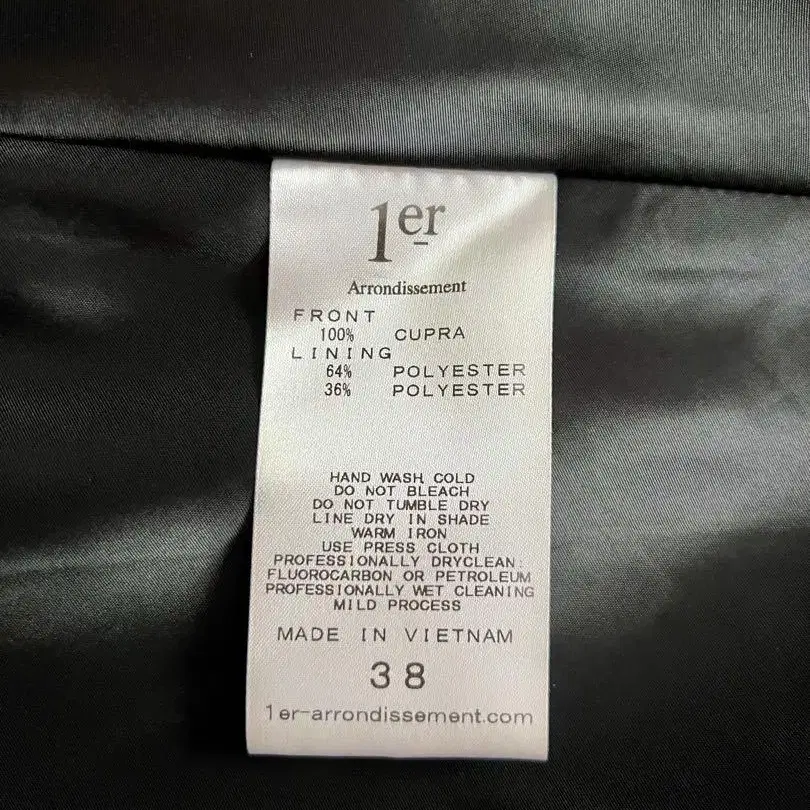 1er
Arrondissement
FRONT
100% CUPRA
LINING
64% POLYESTER
36% POLYESTER
HAND WASH COLD
DO NOT BLEACH
DO NOT TUMBLE DRY
LINE DRY IN SHADE
WARM IRON
USE PRESS CLOTH
PROFESSIONALLY DRYCLEAN:
FLUOROCARBON OR PETROLEUM
PROFESSIONALLY WET CLEANING
MILD PROCESS
MADE IN VIETNAM
38
1er-arrondissement.com